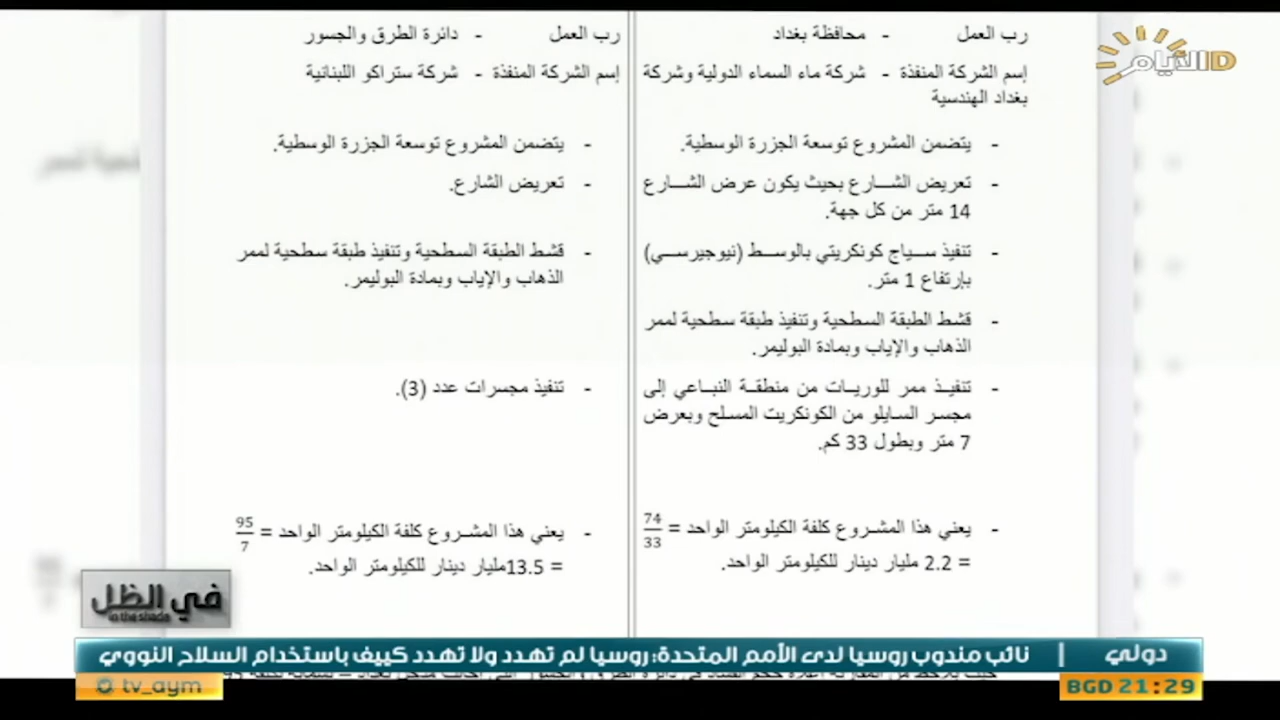 رب العمل - محافظة بغداد
إسم الشركة المنفذة - شركة ماء السماء الدولية وشركة
بغداد الهندسية
- يتضمن المشروع توسعة الجزرة الوسطية.
- تعريض الشارع بحيث يكون عرض الشارع
14 متر من كل جهة.
- تنفيذ سياج كونكريتي بالوسط (نيوجيرسي)
بإرتفاع 1 متر.
- قشط الطبقة السطحية وتنفيذ طبقة سطحية لممر
الذهاب والإياب وبمادة البوليمر.
- تنفيذ ممر للوريات من منطقة النباعي إلى
مجسر السايلو من الكونكريت المسلح وبعرض
7 متر وبطول 33 كم.
- يعني هذا المشروع كلفة الكيلومتر الواحد = 74/33
= 2.2 مليار دينار للكيلومتر الواحد.
رب العمل - دائرة الطرق والجسور
إسم الشركة المنفذة - شركة ستراكو اللبنانية
- يتضمن المشروع توسعة الجزرة الوسطية.
- تعريض الشارع.
- قشط الطبقة السطحية وتنفيذ طبقة سطحية لممر
الذهاب والإياب وبمادة البوليمر.
- تنفيذ مجسرات عدد (3).
- يعني هذا المشروع كلفة الكيلومتر الواحد = 95/7
= 13.5مليار دينار للكيلومتر الواحد.
الأيام
في الظل
in the shade
دولي | نائب مندوب روسيا لدى الأمم المتحدة: روسيا لم تهدد ولا تهدد كييف باستخدام السلاح النووي
tv_aym
BGD 21:29